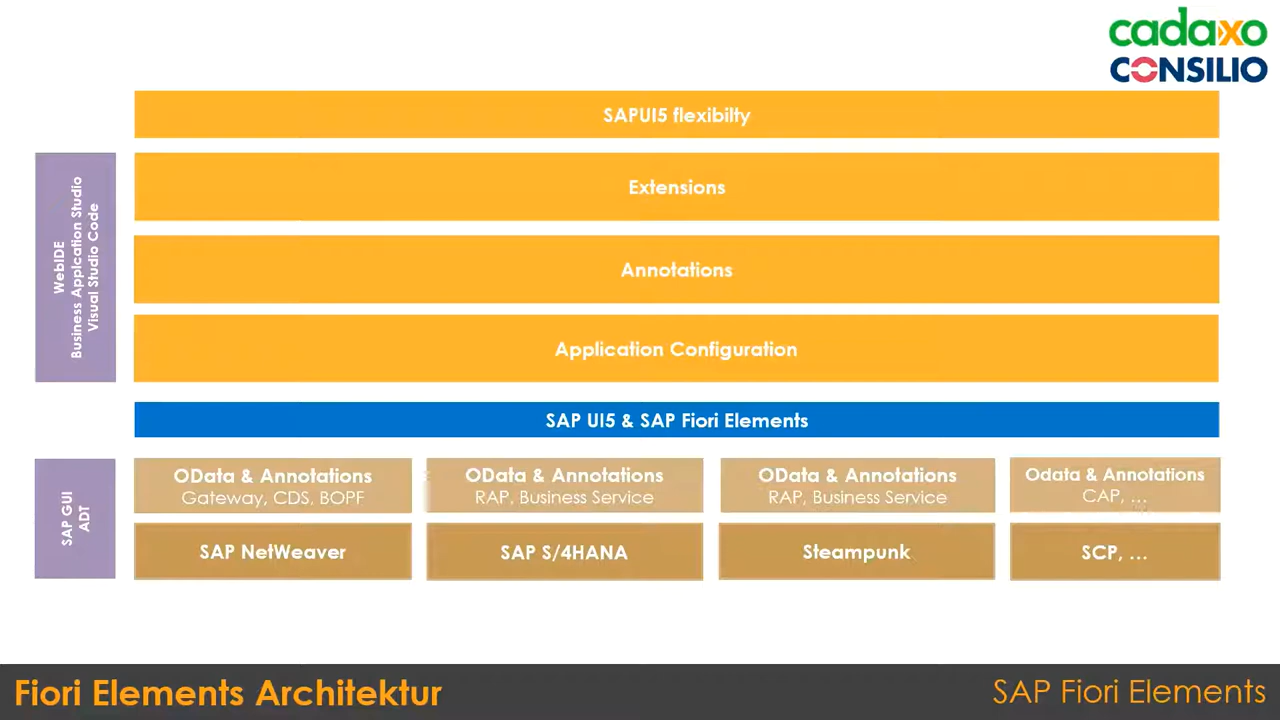 cadaxo
CONSILIO
SAPUI5 flexibilty
WebIDE
Business Applcation Studio
Visual Studio Code
Extensions
Annotations
Application Configuration
SAP UI5 & SAP Fiori Elements
SAP GUI
ADT
OData & Annotations
Gateway, CDS, BOPF
OData & Annotations
RAP, Business Service
OData & Annotations
RAP, Business Service
Odata & Annotations
CAP, ...
SAP NetWeaver
SAP S/4HANA
Steampunk
SCP, ...
Fiori Elements Architektur
SAP Fiori Elements